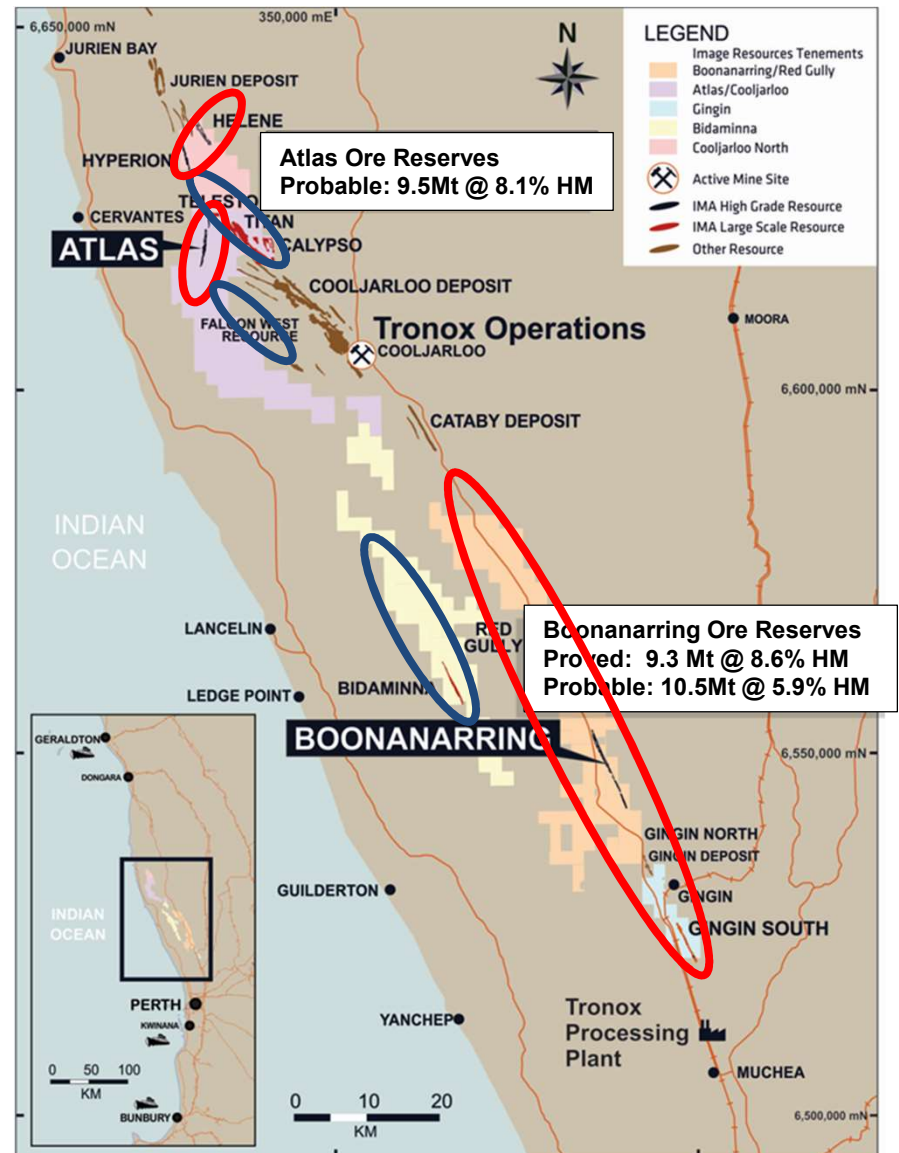 6,650,000 mN
350,000 mE
JURIEN BAY
JURIEN DEPOSIT
HELENE
HYPERION
TELESTO
TITAN
CERVANTES
ATLAS
CALYPSO
COOLJARLOO DEPOSIT
FALCON WEST
RESOURCE
Tronox Operations
COOLJARLOO
CATABY DEPOSIT
MOORA
6,600,000 mN
N
LEGEND
Image Resources Tenements
Boonanarring/Red Gully
Atlas/Cooljarloo
Gingin
Bidaminna
Cooljarloo North
Active Mine Site
IMA High Grade Resource
IMA Large Scale Resource
Other Resource
Atlas Ore Reserves
Probable: 9.5Mt @ 8.1% HM
INDIAN
OCEAN
LANCELIN
RED
GULLY
Boonanarring Ore Reserves
Proved: 9.3 Mt @ 8.6% HM
Probable: 10.5Mt @ 5.9% HM
LEDGE POINT
BIDAMINNA
BOONANARRING
6,550,000 mN
GINGIN NORTH
GINGIN DEPOSIT
GINGIN
GINGIN SOUTH
GUILDERTON
YANCHEP
Tronox
Processing
Plant
MUCHEA
6,500,000 mN
0 10 20
KM
GERALDTON
DONGARA
INDIAN
OCEAN
PERTH
KWINANA
0 50 100
KM
BUNBURY